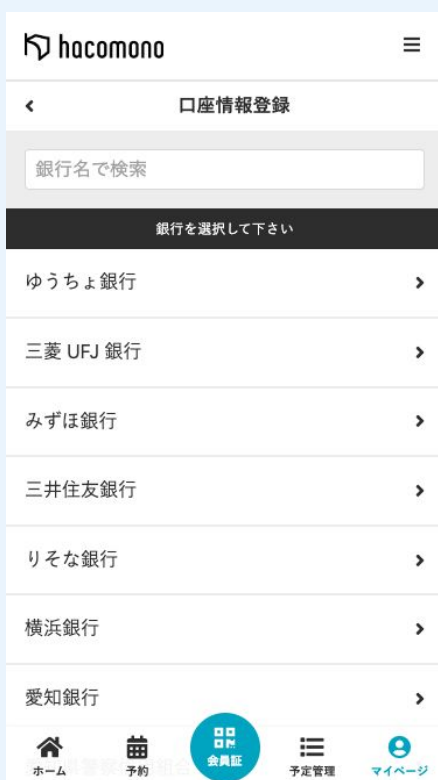 hacomono
口座情報登録
銀行名で検索
銀行を選択して下さい
ゆうちょ銀行
三菱 UFJ 銀行
みずほ銀行
三井住友銀行
りそな銀行
横浜銀行
愛知銀行
ホーム
予約
会員証
予定管理
マイページ